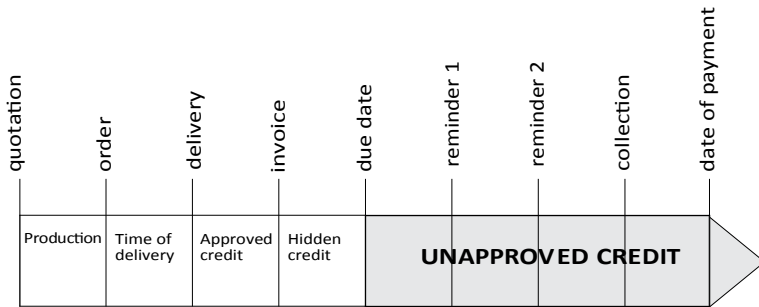 quotation
order
delivery
invoice
due date
reminder 1
reminder 2
collection
date of payment
Production
Time of
delivery
Approved
credit
Hidden
credit
UNAPPROVED CREDIT